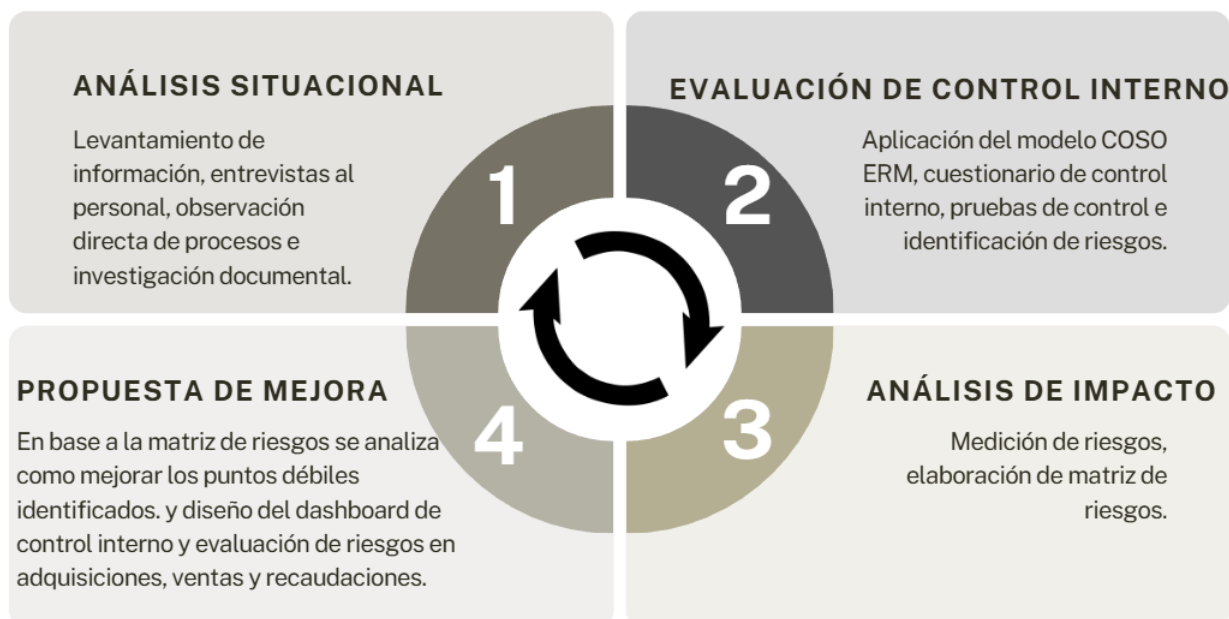 ANÁLISIS SITUACIONAL
Levantamiento de
información, entrevistas al
personal, observación
directa de procesos e
investigación documental.
1
EVALUACIÓN DE CONTROL INTERNO
Aplicación del modelo COSO
ERM, cuestionario de control
interno, pruebas de control e
identificación de riesgos.
2
ANÁLISIS DE IMPACTO
Medición de riesgos,
elaboración de matriz de
riesgos.
3
PROPUESTA DE MEJORA
En base a la matriz de riesgos se analiza
como mejorar los puntos débiles
identificados. y diseño del dashboard de
control interno y evaluación de riesgos en
adquisiciones, ventas y recaudaciones.
4